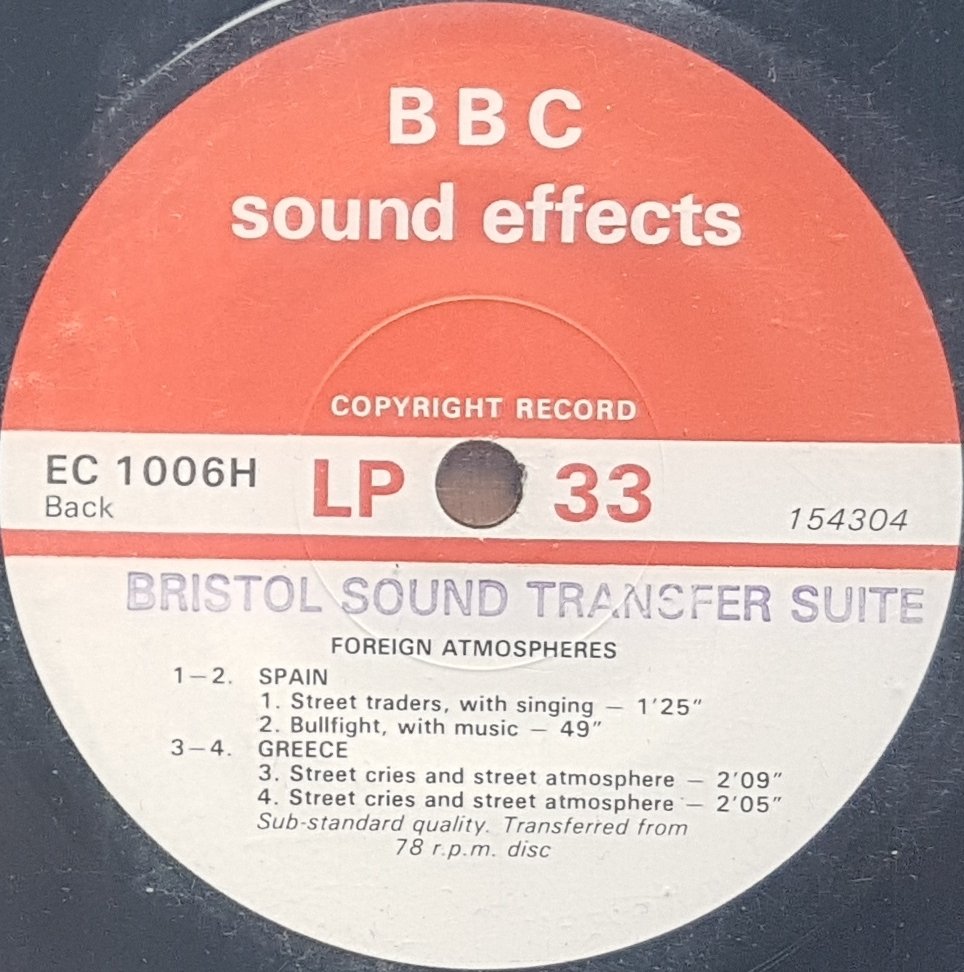 BBC
sound effects
COPYRIGHT RECORD
EC 1006H
Back
LP 33
154304
BRISTOL SOUND TRANSFER SUITE
FOREIGN ATMOSPHERES
1–2. SPAIN
1. Street traders, with singing – 1'25"
2. Bullfight, with music – 49"
3–4. GREECE
3. Street cries and street atmosphere – 2'09"
4. Street cries and street atmosphere – 2'05"
Sub-standard quality. Transferred from
78 r.p.m. disc